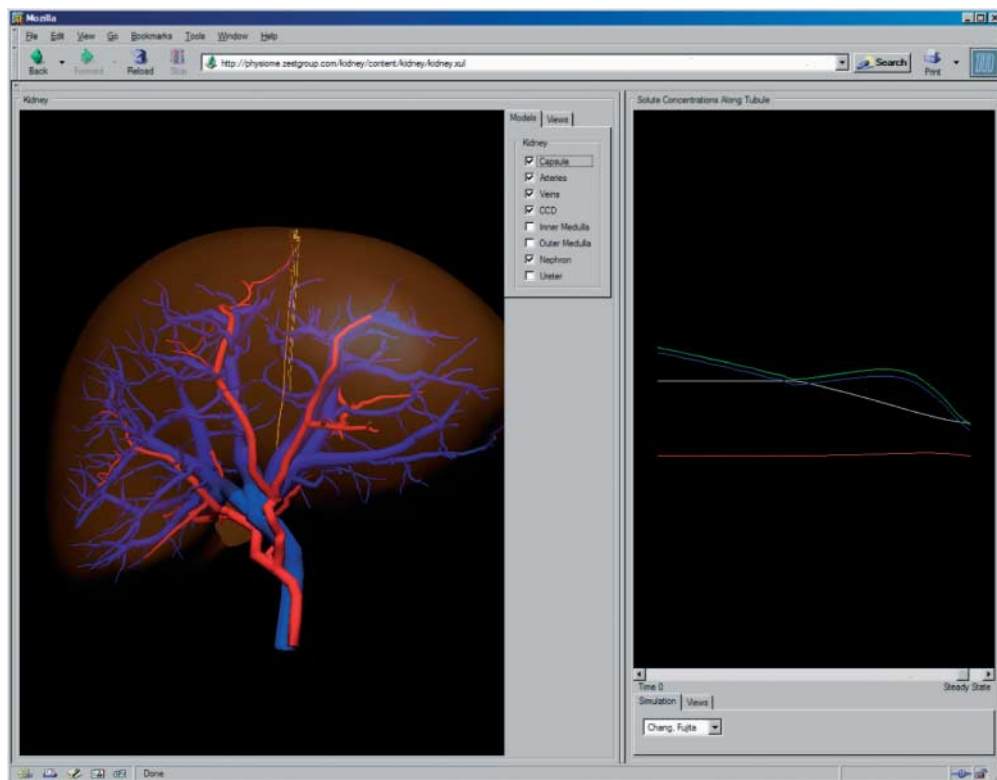 Mozilla
File Edit View Go Bookmarks Tools Window Help
Back Forward Reload Stop http://physiome.zestgroup.com/kidney/content/kidney/kidney.xul Search Print
Kidney
Models Views
Kidney
Capsule
Arteries
Veins
CCD
Inner Medulla
Outer Medulla
Nephron
Ureter
Solute Concentrations Along Tubule
Time 0 Steady State
Simulation Views
Chang, Fujita
Done